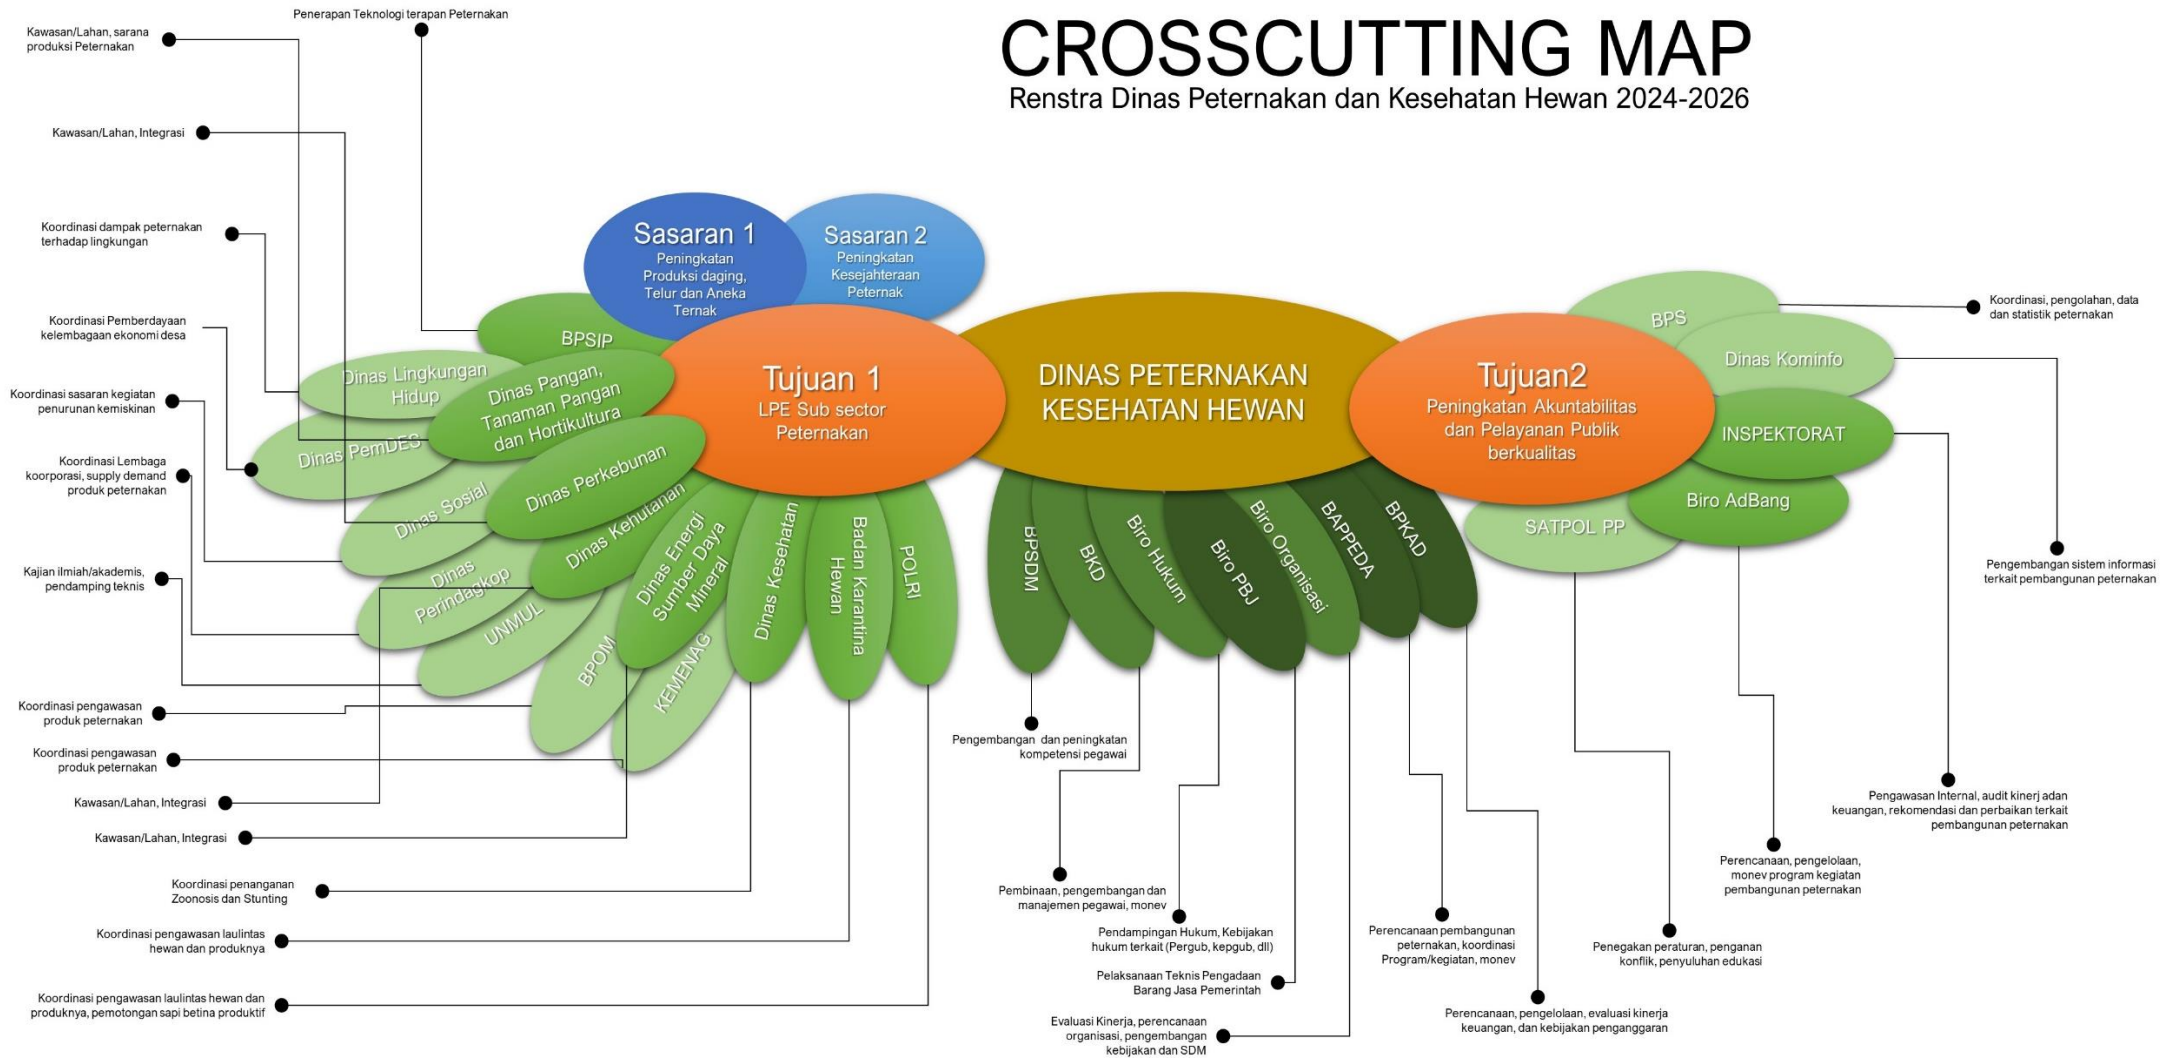 CROSSCUTTING MAP
Renstra Dinas Peternakan dan Kesehatan Hewan 2024-2026
Penerapan Teknologi terapan Peternakan
Kawasan/Lahan, sarana
produksi Peternakan
Kawasan/Lahan, Integrasi
Koordinasi dampak peternakan
terhadap lingkungan
Koordinasi Pemberdayaan
kelembagaan ekonomi desa
Koordinasi sasaran kegiatan
penurunan kemiskinan
Koordinasi Lembaga
koorporasi, supply demand
produk peternakan
Kajian ilmiah/akademis,
pendamping teknis
Koordinasi pengawasan
produk peternakan
Koordinasi pengawasan
produk peternakan
Kawasan/Lahan, Integrasi
Kawasan/Lahan, Integrasi
Koordinasi penanganan
Zoonosis dan Stunting
Koordinasi pengawasan laulintas
hewan dan produknya
Koordinasi pengawasan laulintas hewan dan
produknya, pemotongan sapi betina produktif
Sasaran 1
Peningkatan
Produksi daging,
Telur dan Aneka
Ternak
Sasaran 2
Peningkatan
Kesejahteraan
Peternak
BPSIP
Dinas Lingkungan
Hidup
Dinas Pangan,
Tanaman Pangan
dan Hortikultura
Dinas PemDES
Dinas Perkebunan
Dinas Sosial
Dinas Kehutanan
Dinas
Perindagkop
UNMUL
BPOM
Dinas Energi
Sumber Daya
Mineral
KEMENAG
Dinas Kesehatan
Badan Karantina
Hewan
POLRI
Tujuan 1
LPE Sub sector
Peternakan
DINAS PETERNAKAN
KESEHATAN HEWAN
Tujuan2
Peningkatan Akuntabilitas
dan Pelayanan Publik
berkualitas
BPSDM
BKD
Biro Hukum
Biro PBJ
Biro Organisasi
BAPPEDA
BPKAD
BPS
Dinas Kominfo
INSPEKTORAT
Biro AdBang
SATPOL PP
Koordinasi, pengolahan, data
dan statistik peternakan
Pengembangan sistem informasi
terkait pembangunan peternakan
Pengawasan Internal, audit kinerj adan
keuangan, rekomendasi dan perbaikan terkait
pembangunan peternakan
Perencanaan, pengelolaan,
monev program kegiatan
pembangunan peternakan
Penegakan peraturan, penganan
konflik, penyuluhan edukasi
Pengembangan dan peningkatan
kompetensi pegawai
Pembinaan, pengembangan dan
manajemen pegawai, monev
Pendampingan Hukum, Kebijakan
hukum terkait (Pergub, kepgub, dll)
Pelaksanaan Teknis Pengadaan
Barang Jasa Pemerintah
Evaluasi Kinerja, perencanaan
organisasi, pengembangan
kebijakan dan SDM
Perencanaan pembangunan
peternakan, koordinasi
Program/kegiatan, monev
Perencanaan, pengelolaan, evaluasi kinerja
keuangan, dan kebijakan penganggaran